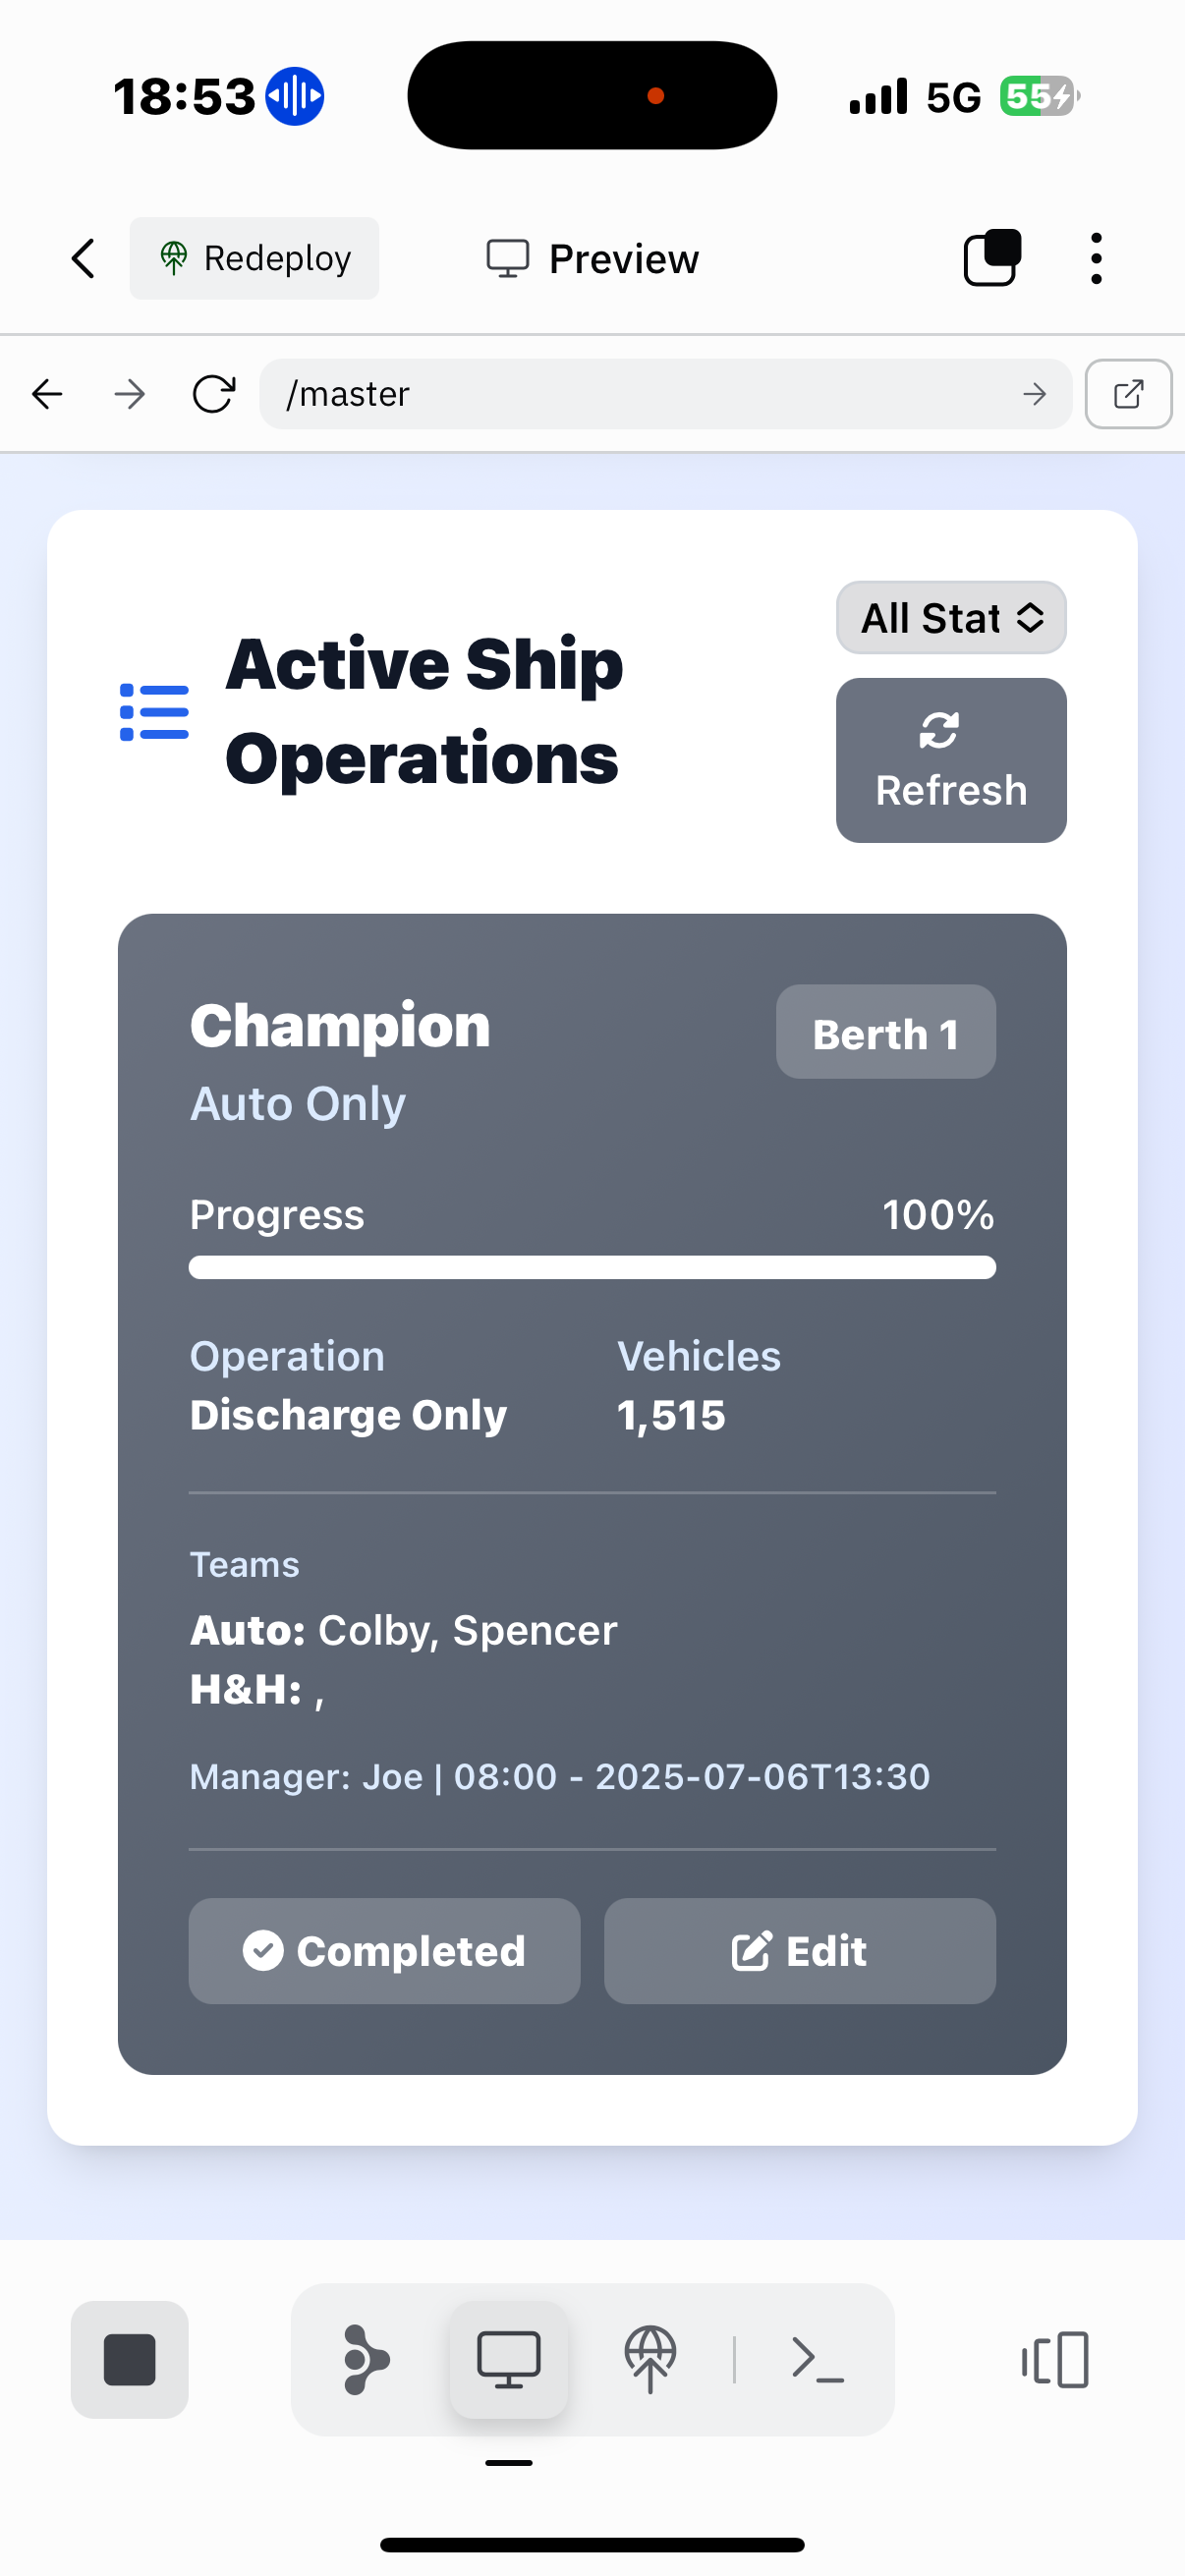 18:53
5G
55
Redeploy
Preview
/master
Active Ship
Operations
All Stat
Refresh
Champion
Berth 1
Auto Only
Progress
100%
Operation
Vehicles
Discharge Only
1,515
Teams
Auto: Colby, Spencer
H&H: ,
Manager: Joe | 08:00 - 2025-07-06T13:30
Completed
Edit